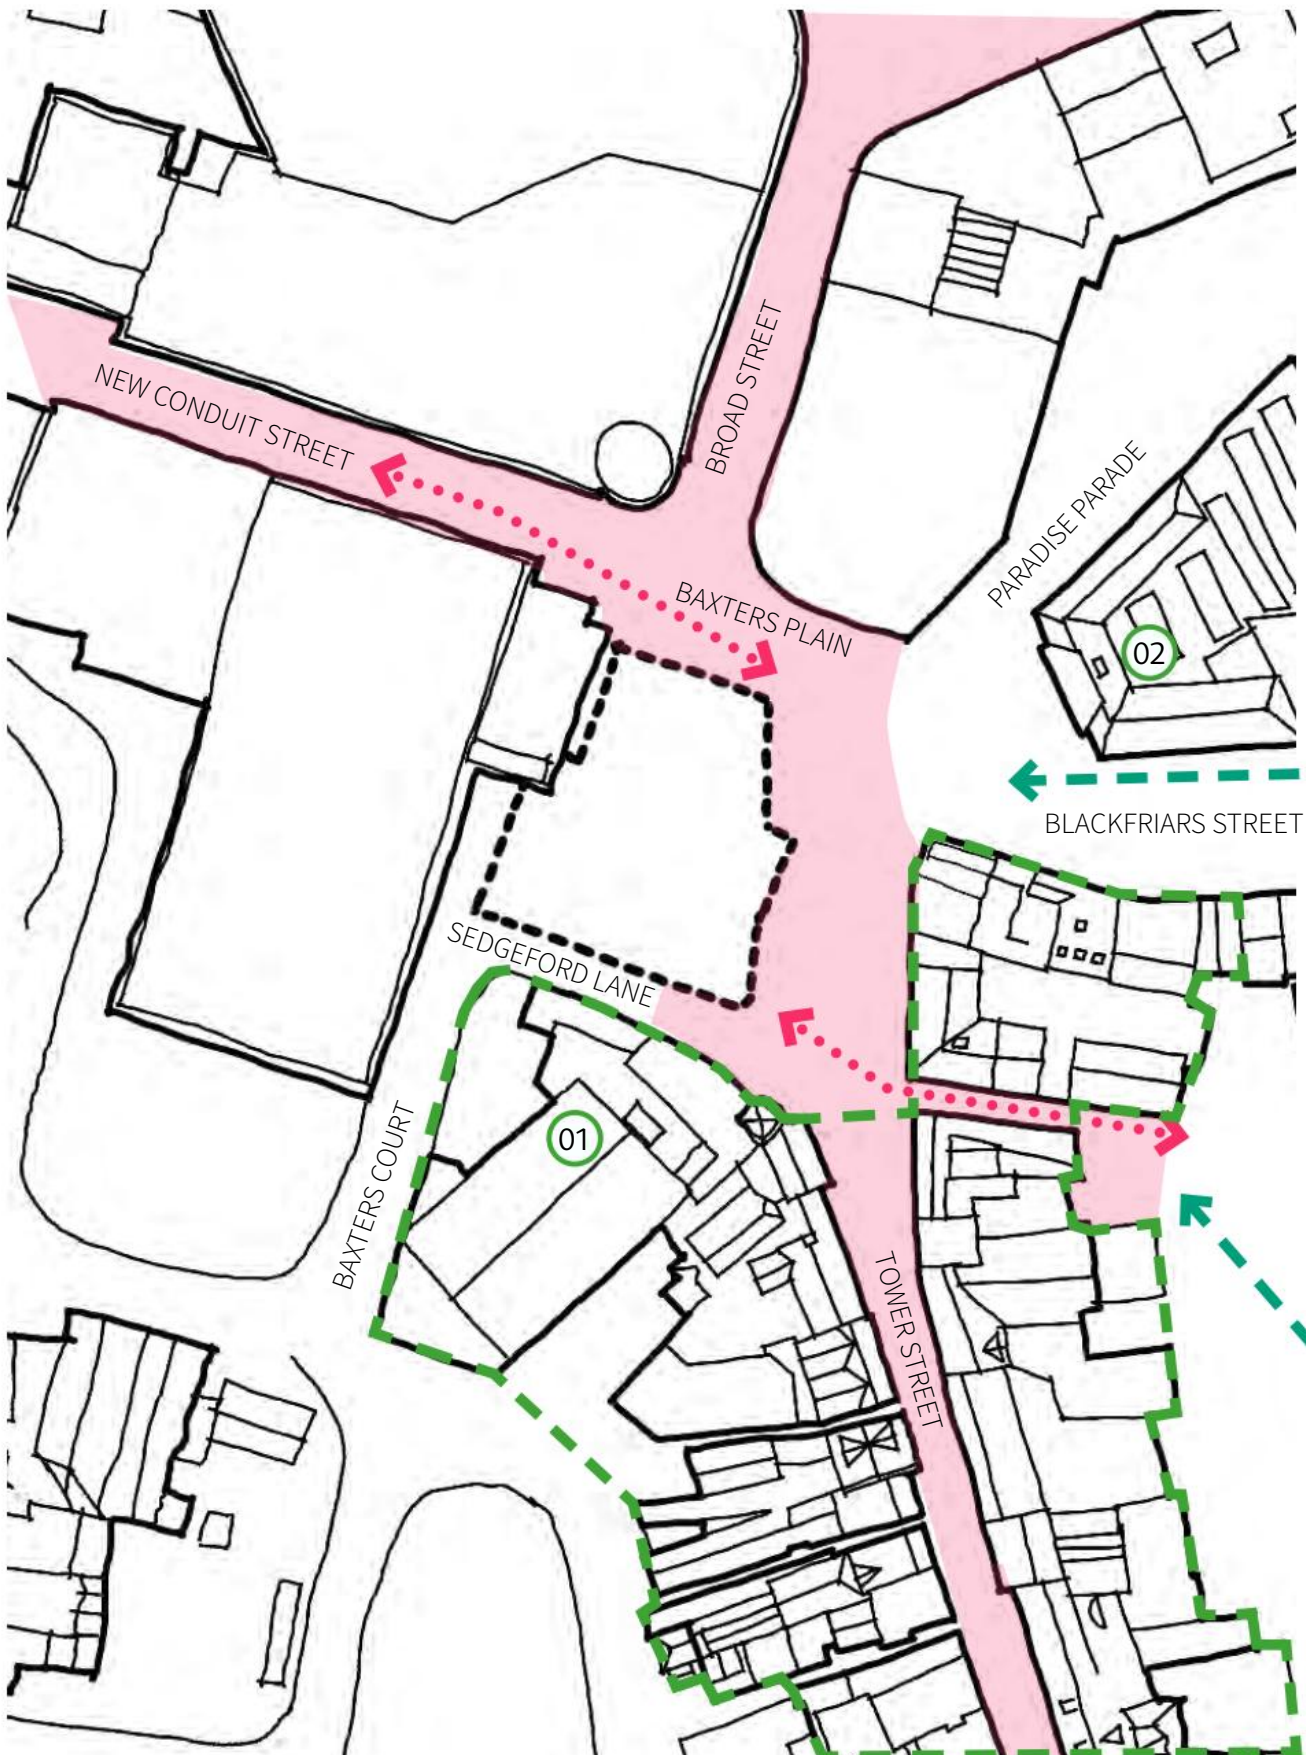 NEW CONDUIT STREET
BROAD STREET
PARADISE PARADE
BAXTERS PLAIN
02
BLACKFRIARS STREET
SEDGEFORD LANE
01
BAXTERS COURT
TOWER STREET